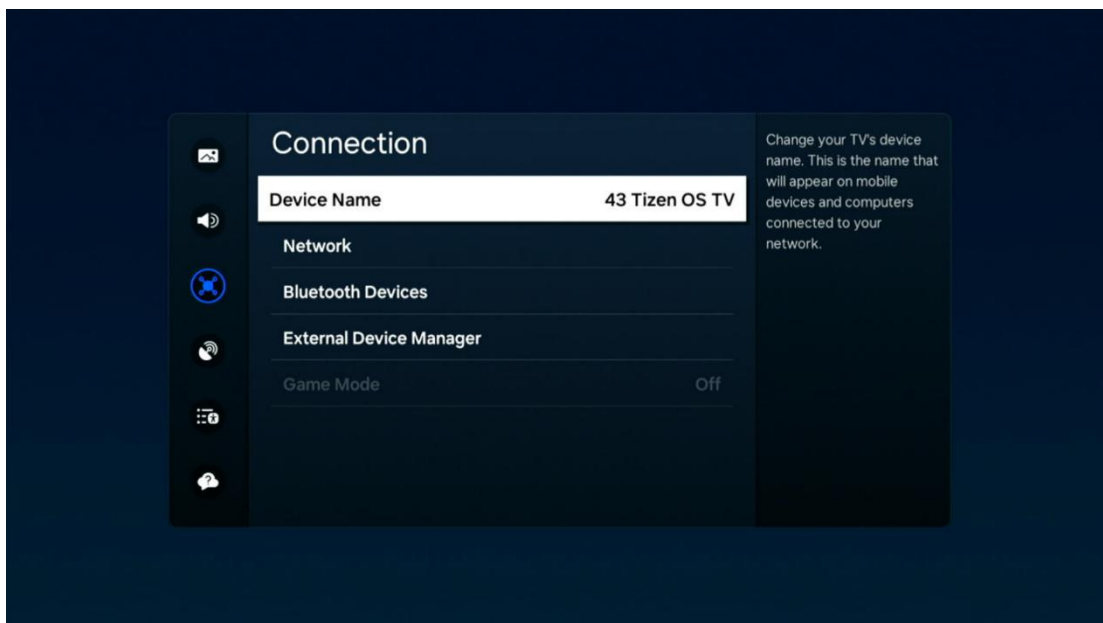 Connection
Device Name 43 Tizen OS TV
Network
Bluetooth Devices
External Device Manager
Game Mode Off
Change your TV's device
name. This is the name that
will appear on mobile
devices and computers
connected to your
network.